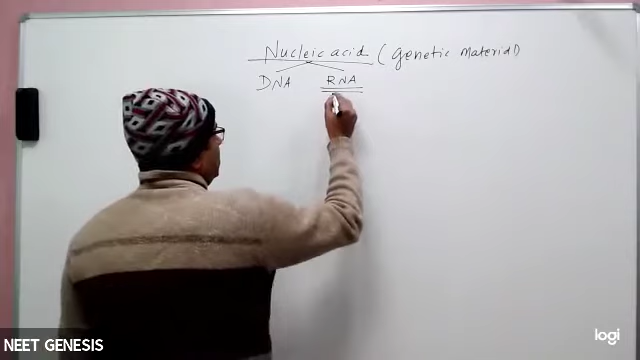 Nucleic acid (Genetic Material)
DNA RNA
NEET GENESIS
logi